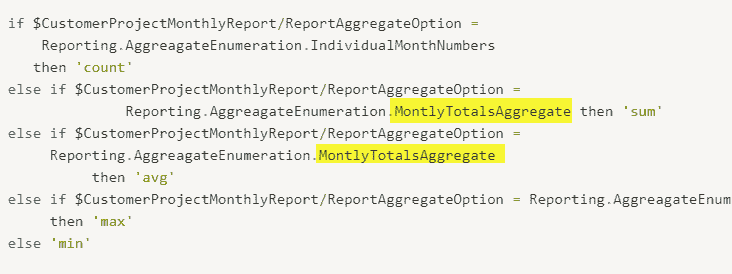 if $CustomerProjectMonthlyReport/ReportAggregateOption =
Reporting.AggreagateEnumeration.IndividualMonthNumbers
then 'count'
else if $CustomerProjectMonthlyReport/ReportAggregateOption =
Reporting.AggreagateEnumeration.MontlyTotalsAggregate then 'sum'
else if $CustomerProjectMonthlyReport/ReportAggregateOption =
Reporting.AggreagateEnumeration.MontlyTotalsAggregate
then 'avg'
else if $CustomerProjectMonthlyReport/ReportAggregateOption = Reporting.AggreagateEnum
then 'max'
else 'min'